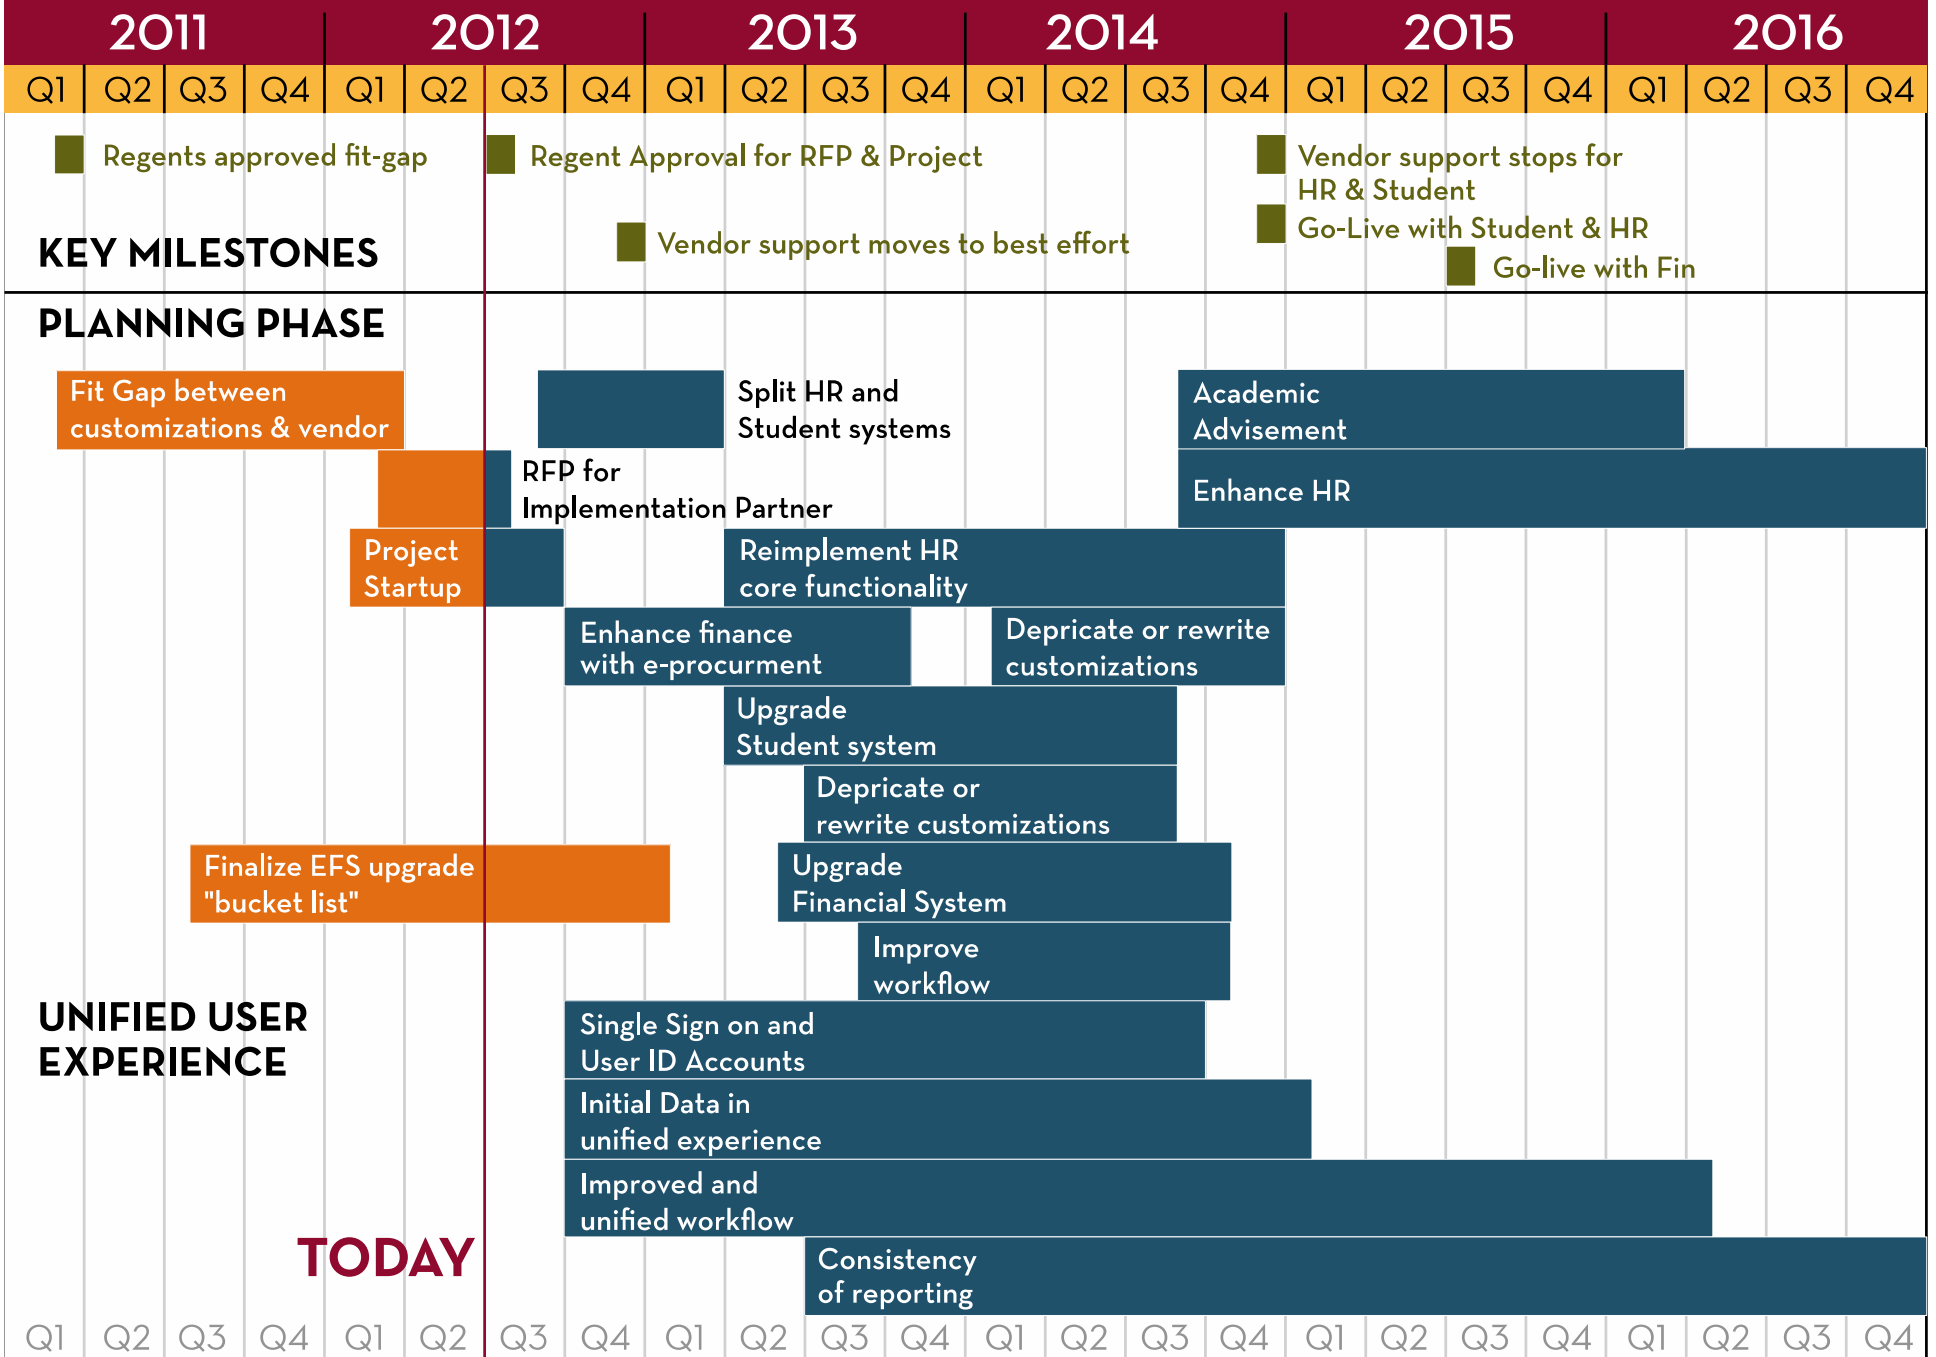 2011 2012 2013 2014 2015 2016
Q1 Q2 Q3 Q4 Q1 Q2 Q3 Q4 Q1 Q2 Q3 Q4 Q1 Q2 Q3 Q4 Q1 Q2 Q3 Q4 Q1 Q2 Q3 Q4
Regents approved fit-gap
Regent Approval for RFP & Project
Vendor support stops for
HR & Student
Go-Live with Student & HR
Vendor support moves to best effort
Go-live with Fin
KEY MILESTONES
PLANNING PHASE
Fit Gap between
customizations & vendor
Split HR and
Student systems
Academic
Advisement
RFP for
Implementation Partner
Enhance HR
Project
Startup
Reimplement HR
core functionality
Enhance finance
with e-procurment
Depricate or rewrite
customizations
Upgrade
Student system
Depricate or
rewrite customizations
Finalize EFS upgrade
"bucket list"
Upgrade
Financial System
Improve
workflow
UNIFIED USER
EXPERIENCE
Single Sign on and
User ID Accounts
Initial Data in
unified experience
Improved and
unified workflow
TODAY
Consistency
of reporting
Q1 Q2 Q3 Q4 Q1 Q2 Q3 Q4 Q1 Q2 Q3 Q4 Q1 Q2 Q3 Q4 Q1 Q2 Q3 Q4 Q1 Q2 Q3 Q4